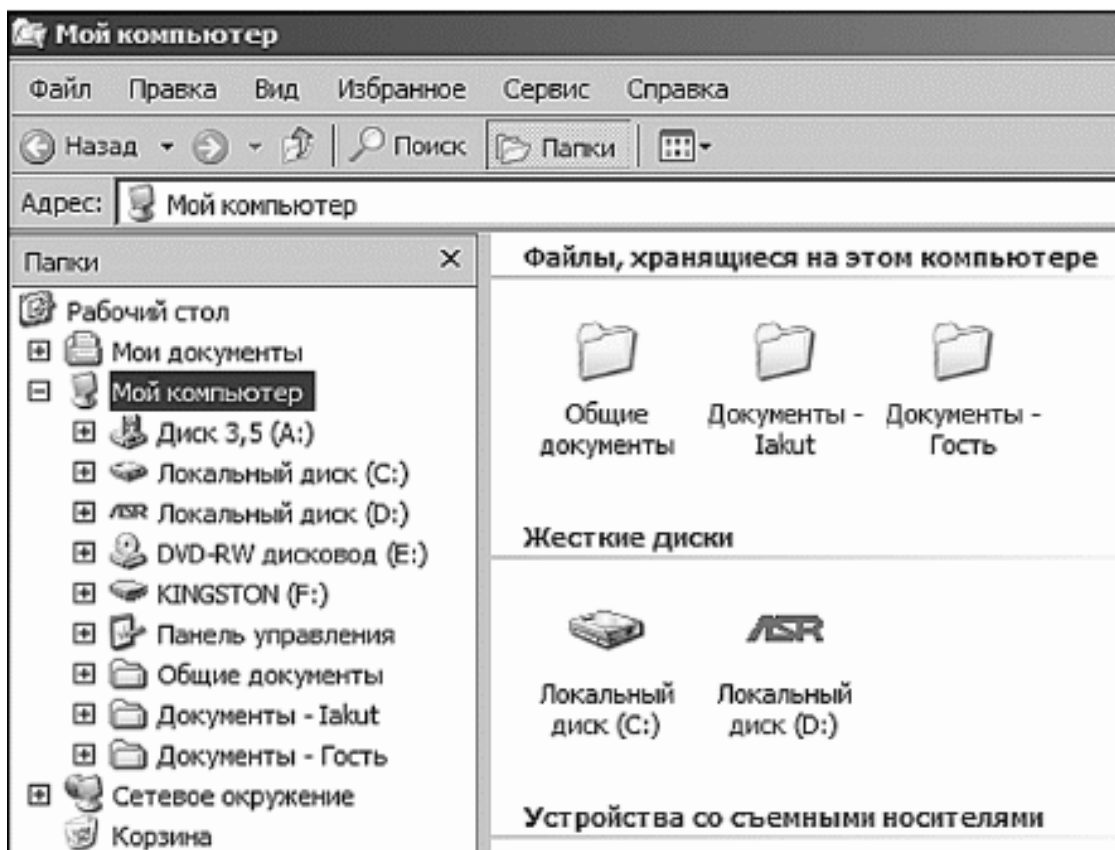 Мой компьютер
Файл Правка Вид Избранное Сервис Справка
Назад Поиск Папки
Адрес: Мой компьютер
Папки
Рабочий стол
Мои документы
Мой компьютер
Диск 3,5 (A:)
Локальный диск (C:)
Локальный диск (D:)
DVD-RW дисковод (E:)
KINGSTON (F:)
Панель управления
Общие документы
Документы - Iakut
Документы - Гость
Сетевое окружение
Корзина
Файлы, хранящиеся на этом компьютере
Общие
документы
Документы -
Iakut
Документы -
Гость
Жесткие диски
ASR
Локальный
диск (C:)
Локальный
диск (D:)
Устройства со съемными носителями